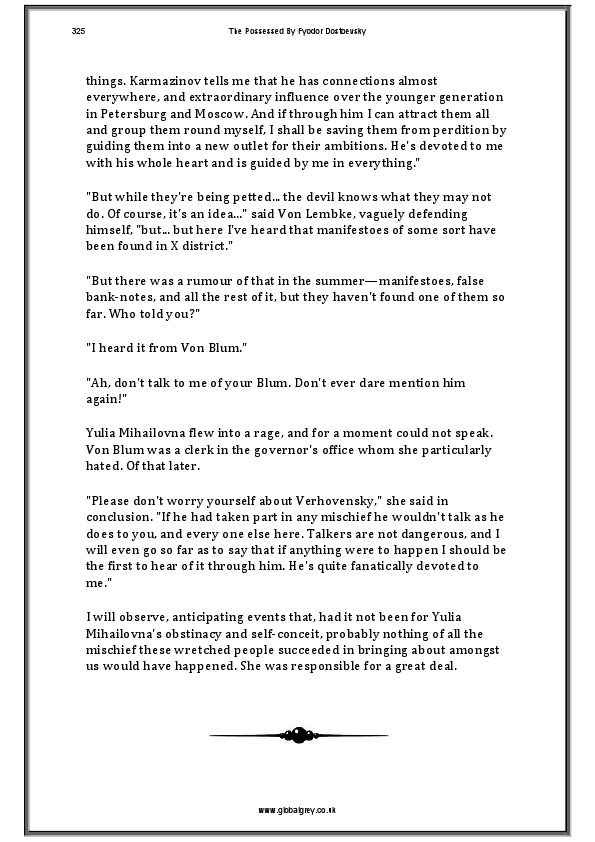 325
The Possessed By Fyodor Dostoevsky
things. Karmazinov tells me that he has connections almost
everywhere, and extraordinary influence over the younger generation
in Petersburg and Moscow. And if through him I can attract them all
and group them round myself, I shall be saving them from perdition by
guiding them into a new outlet for their ambitions. He's devoted to me
with his whole heart and is guided by me in everything."
"But while they're being petted... the devil knows what they may not
do. Of course, it's an idea..." said Von Lembke, vaguely defending
himself, "but... but here I've heard that manifestoes of some sort have
been found in X district."
"But there was a rumour of that in the summer—manifestoes, false
bank-notes, and all the rest of it, but they haven't found one of them so
far. Who told you?"
"I heard it from Von Blum."
"Ah, don't talk to me of your Blum. Don't ever dare mention him
again!"
Yulia Mihailovna flew into a rage, and for a moment could not speak.
Von Blum was a clerk in the governor's office whom she particularly
hated. Of that later.
"Please don't worry yourself about Verhovensky," she said in
conclusion. "If he had taken part in any mischief he wouldn't talk as he
does to you, and every one else here. Talkers are not dangerous, and I
will even go so far as to say that if anything were to happen I should be
the first to hear of it through him. He's quite fanatically devoted to
me."
I will observe, anticipating events that, had it not been for Yulia
Mihailovna's obstinacy and self-conceit, probably nothing of all the
mischief these wretched people succeeded in bringing about amongst
us would have happened. She was responsible for a great deal.
www.globalgrey.co.uk